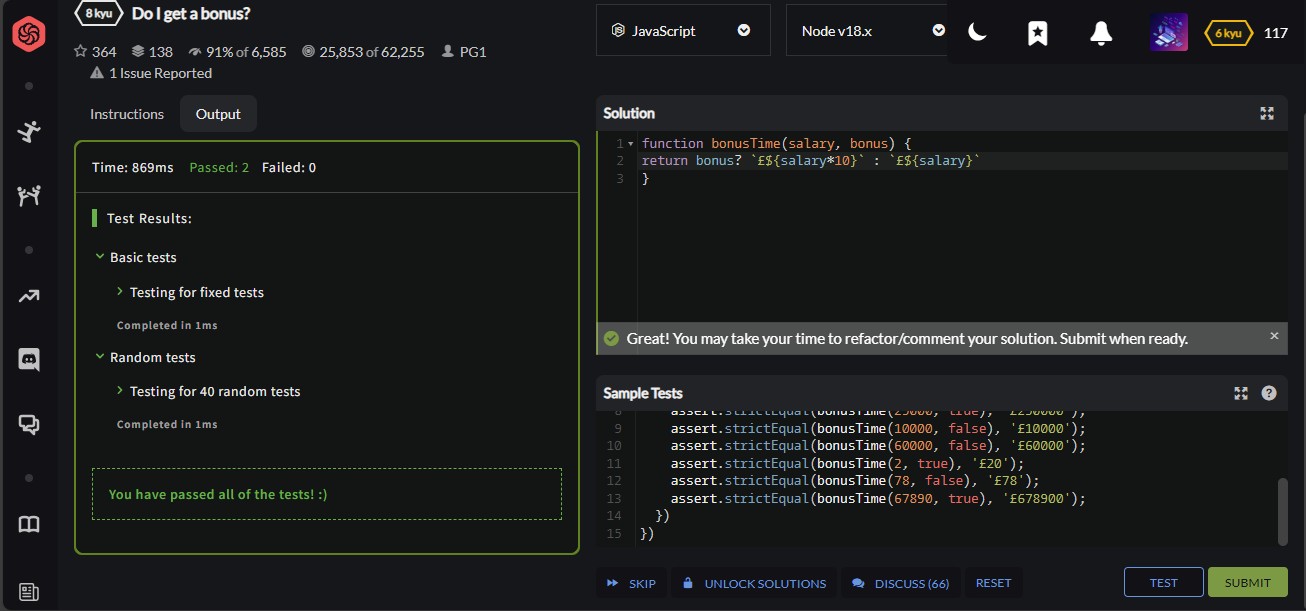 8 kyu Do I get a bonus?
364 138 91% of 6,585 25,853 of 62,255 PG1
1 Issue Reported
JavaScript
Node v18.x
6 kyu 117
Instructions Output
Time: 869ms Passed: 2 Failed: 0
Test Results:
Basic tests
Testing for fixed tests
Completed in 1ms
Random tests
Testing for 40 random tests
Completed in 1ms
You have passed all of the tests! :)
Solution
1 function bonusTime(salary, bonus) {
2 return bonus? `£${salary*10}` : `£${salary}`
3 }
Great! You may take your time to refactor/comment your solution. Submit when ready. ×
Sample Tests ?
8 assert.strictEqual(bonusTime(25000, true), '£250000');
9 assert.strictEqual(bonusTime(10000, false), '£10000');
10 assert.strictEqual(bonusTime(60000, false), '£60000');
11 assert.strictEqual(bonusTime(2, true), '£20');
12 assert.strictEqual(bonusTime(78, false), '£78');
13 assert.strictEqual(bonusTime(67890, true), '£678900');
14 })
15 })
SKIP UNLOCK SOLUTIONS DISCUSS (66) RESET TEST SUBMIT